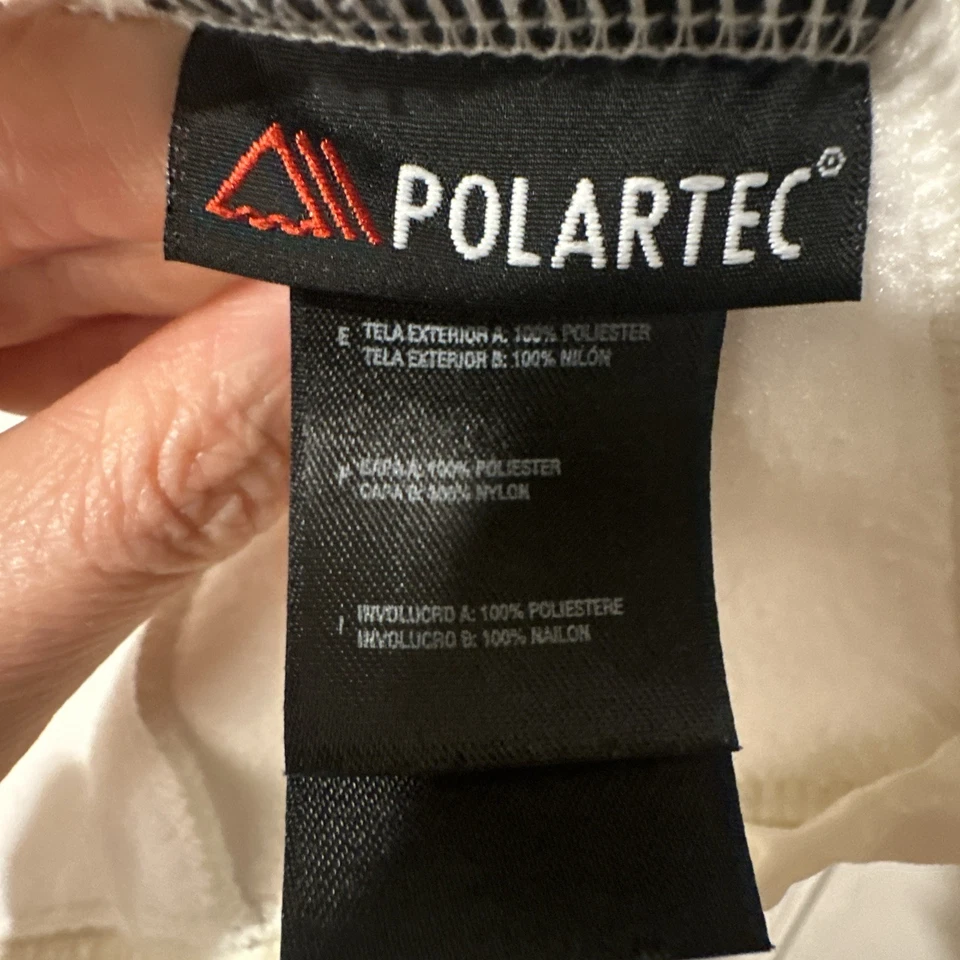 POLARTEC®
E TELA EXTERIOR A: 100% POLIESTER
TELA EXTERIOR B: 100% NILÓN
P CAPA A: 100% POLIESTER
CAPA B: 100% NYLON
I INVOLUCRO A: 100% POLIESTERE
INVOLUCRO B: 100% NAILON